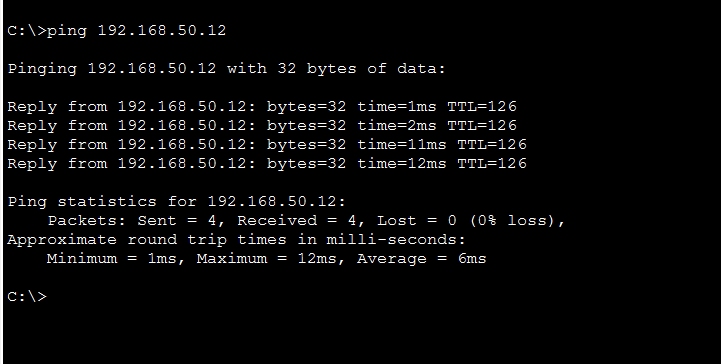 C:\>ping 192.168.50.12
Pinging 192.168.50.12 with 32 bytes of data:
Reply from 192.168.50.12: bytes=32 time=1ms TTL=126
Reply from 192.168.50.12: bytes=32 time=2ms TTL=126
Reply from 192.168.50.12: bytes=32 time=11ms TTL=126
Reply from 192.168.50.12: bytes=32 time=12ms TTL=126
Ping statistics for 192.168.50.12:
    Packets: Sent = 4, Received = 4, Lost = 0 (0% loss),
Approximate round trip times in milli-seconds:
    Minimum = 1ms, Maximum = 12ms, Average = 6ms
C:\>